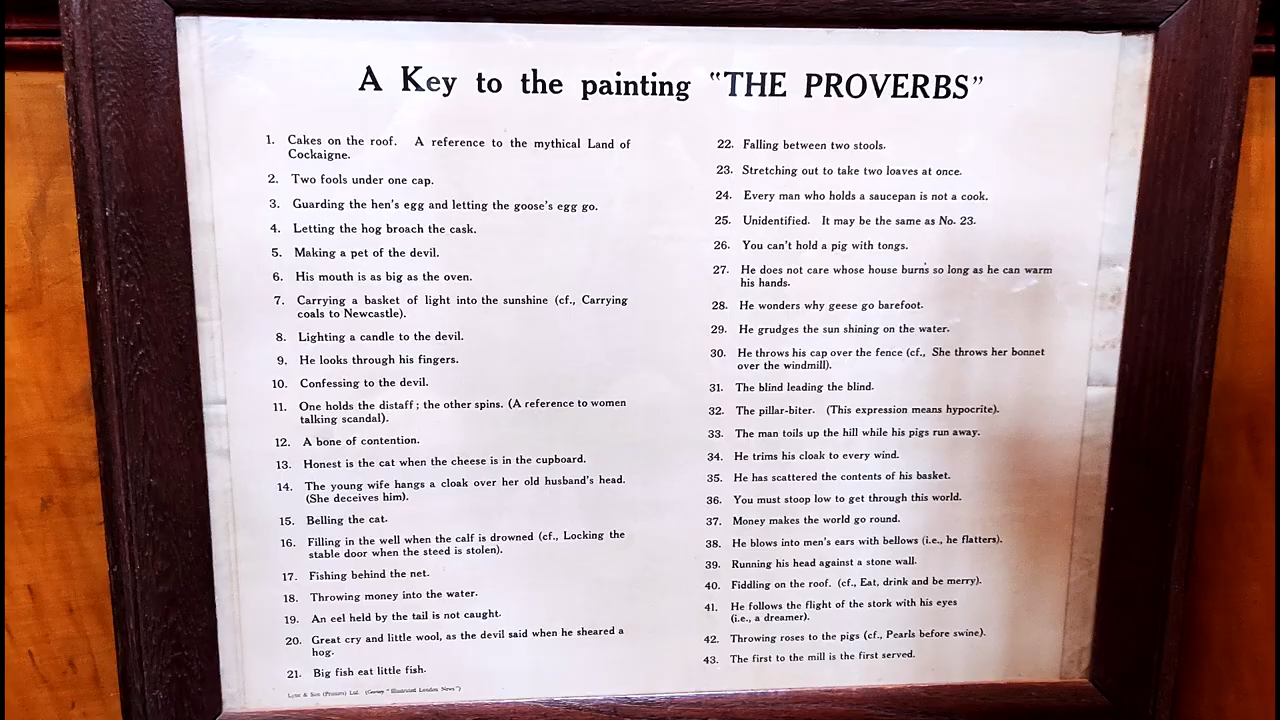 A Key to the painting "THE PROVERBS"
1. Cakes on the roof. A reference to the mythical Land of
Cockaigne.
2. Two fools under one cap.
3. Guarding the hen's egg and letting the goose's egg go.
4. Letting the hog broach the cask.
5. Making a pet of the devil.
6. His mouth is as big as the oven.
7. Carrying a basket of light into the sunshine (cf., Carrying
coals to Newcastle).
8. Lighting a candle to the devil.
9. He looks through his fingers.
10. Confessing to the devil.
11. One holds the distaff; the other spins. (A reference to women
talking scandal).
12. A bone of contention.
13. Honest is the cat when the cheese is in the cupboard.
14. The young wife hangs a cloak over her old husband's head.
(She deceives him).
15. Belling the cat.
16. Filling in the well when the calf is drowned (cf., Locking the
stable door when the steed is stolen).
17. Fishing behind the net.
18. Throwing money into the water.
19. An eel held by the tail is not caught.
20. Great cry and little wool, as the devil said when he sheared a
hog.
21. Big fish eat little fish.
Lyne & Son (Printers) Ltd. (Courtesy "Illustrated London News")
22. Falling between two stools.
23. Stretching out to take two loaves at once.
24. Every man who holds a saucepan is not a cook.
25. Unidentified. It may be the same as No. 23.
26. You can't hold a pig with tongs.
27. He does not care whose house burns so long as he can warm
his hands.
28. He wonders why geese go barefoot.
29. He grudges the sun shining on the water.
30. He throws his cap over the fence (cf., She throws her bonnet
over the windmill).
31. The blind leading the blind.
32. The pillar-biter. (This expression means hypocrite).
33. The man toils up the hill while his pigs run away.
34. He trims his cloak to every wind.
35. He has scattered the contents of his basket.
36. You must stoop low to get through this world.
37. Money makes the world go round.
38. He blows into men's ears with bellows (i.e., he flatters).
39. Running his head against a stone wall.
40. Fiddling on the roof. (cf., Eat, drink and be merry).
41. He follows the flight of the stork with his eyes
(i.e., a dreamer).
42. Throwing roses to the pigs (cf., Pearls before swine).
43. The first to the mill is the first served.